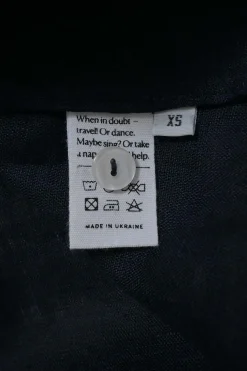 When in doubt –
travel! Or dance.
Maybe sing? Or take
a nap help.
XS
MADE IN UKRAINE